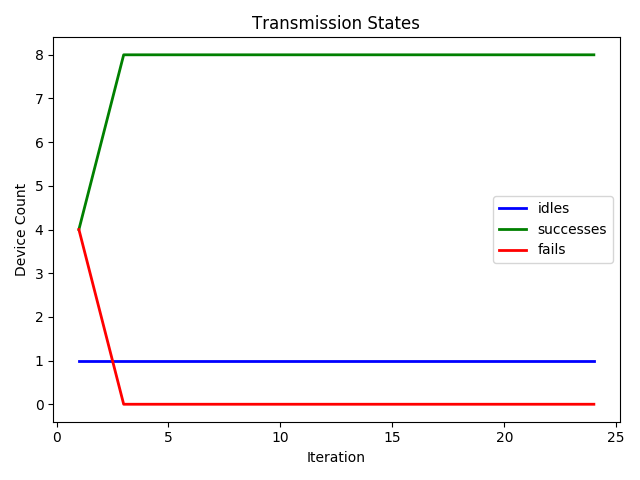 Transmission States
Device Count
8
7
6
5
4
3
2
1
0
idles
successes
fails
0 5 10 15 20 25
Iteration